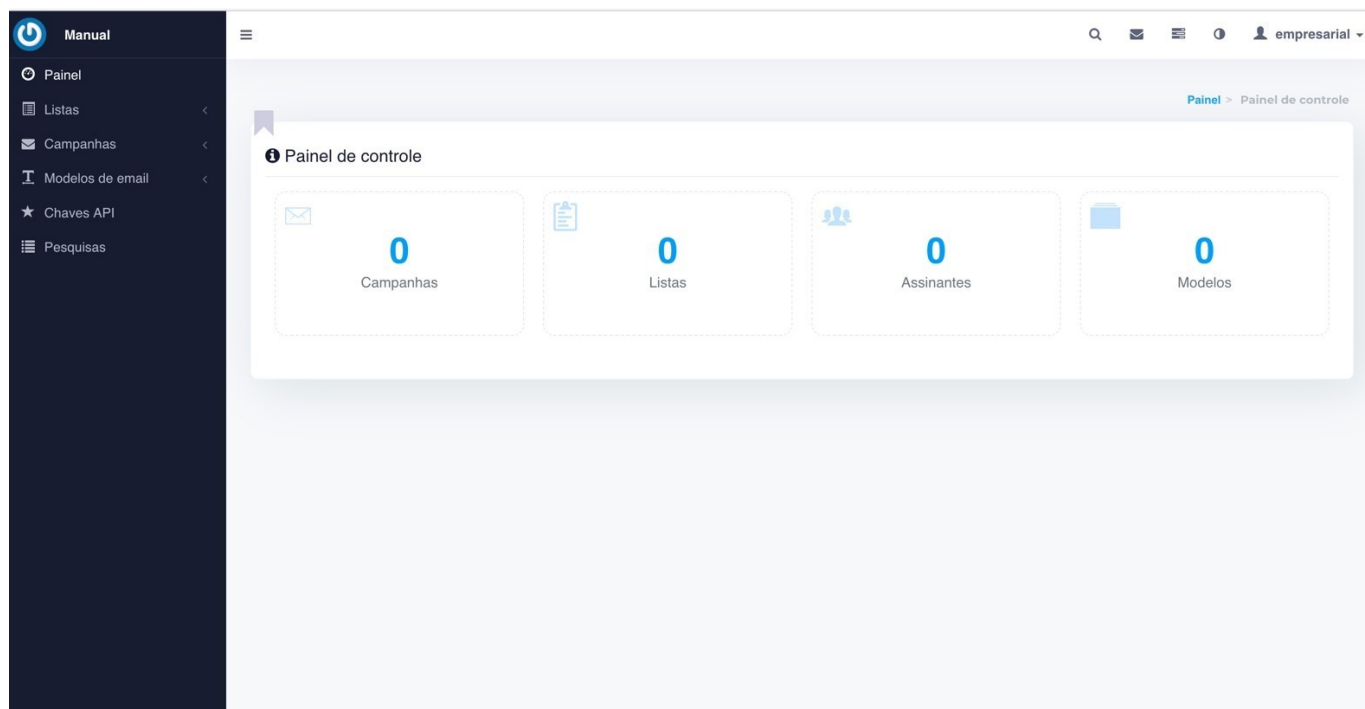 Manual
empresarial
Painel
Listas
Campanhas
Modelos de email
Chaves API
Pesquisas
Painel > Painel de controle
Painel de controle
0
Campanhas
0
Listas
0
Assinantes
0
Modelos